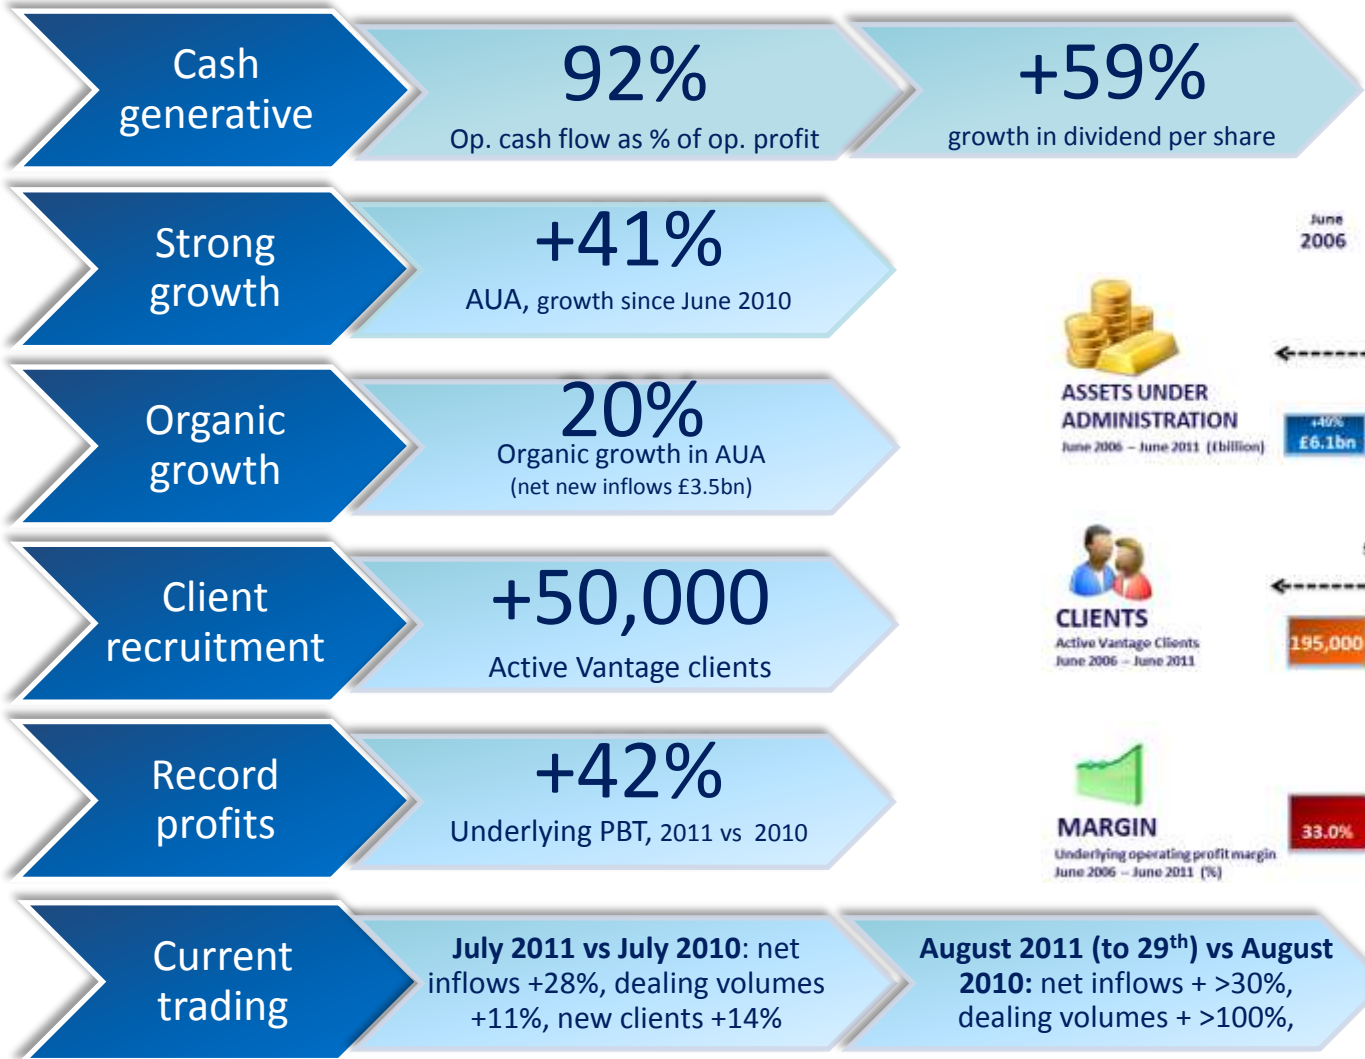 Cash
generative
92%
Op. cash flow as % of op. profit
+59%
growth in dividend per share
Strong
growth
+41%
AUA, growth since June 2010
June
2006
ASSETS UNDER
ADMINISTRATION
June 2006 – June 2011 (£billion)
+49%
£6.1bn
Organic
growth
20%
Organic growth in AUA
(net new inflows £3.5bn)
Client
recruitment
+50,000
Active Vantage clients
CLIENTS
Active Vantage Clients
June 2006 – June 2011
195,000
Record
profits
+42%
Underlying PBT, 2011 vs 2010
MARGIN
Underlying operating profit margin
June 2006 – June 2011 (%)
33.0%
Current
trading
July 2011 vs July 2010: net
inflows +28%, dealing volumes
+11%, new clients +14%
August 2011 (to 29th) vs August
2010: net inflows + >30%,
dealing volumes + >100%,